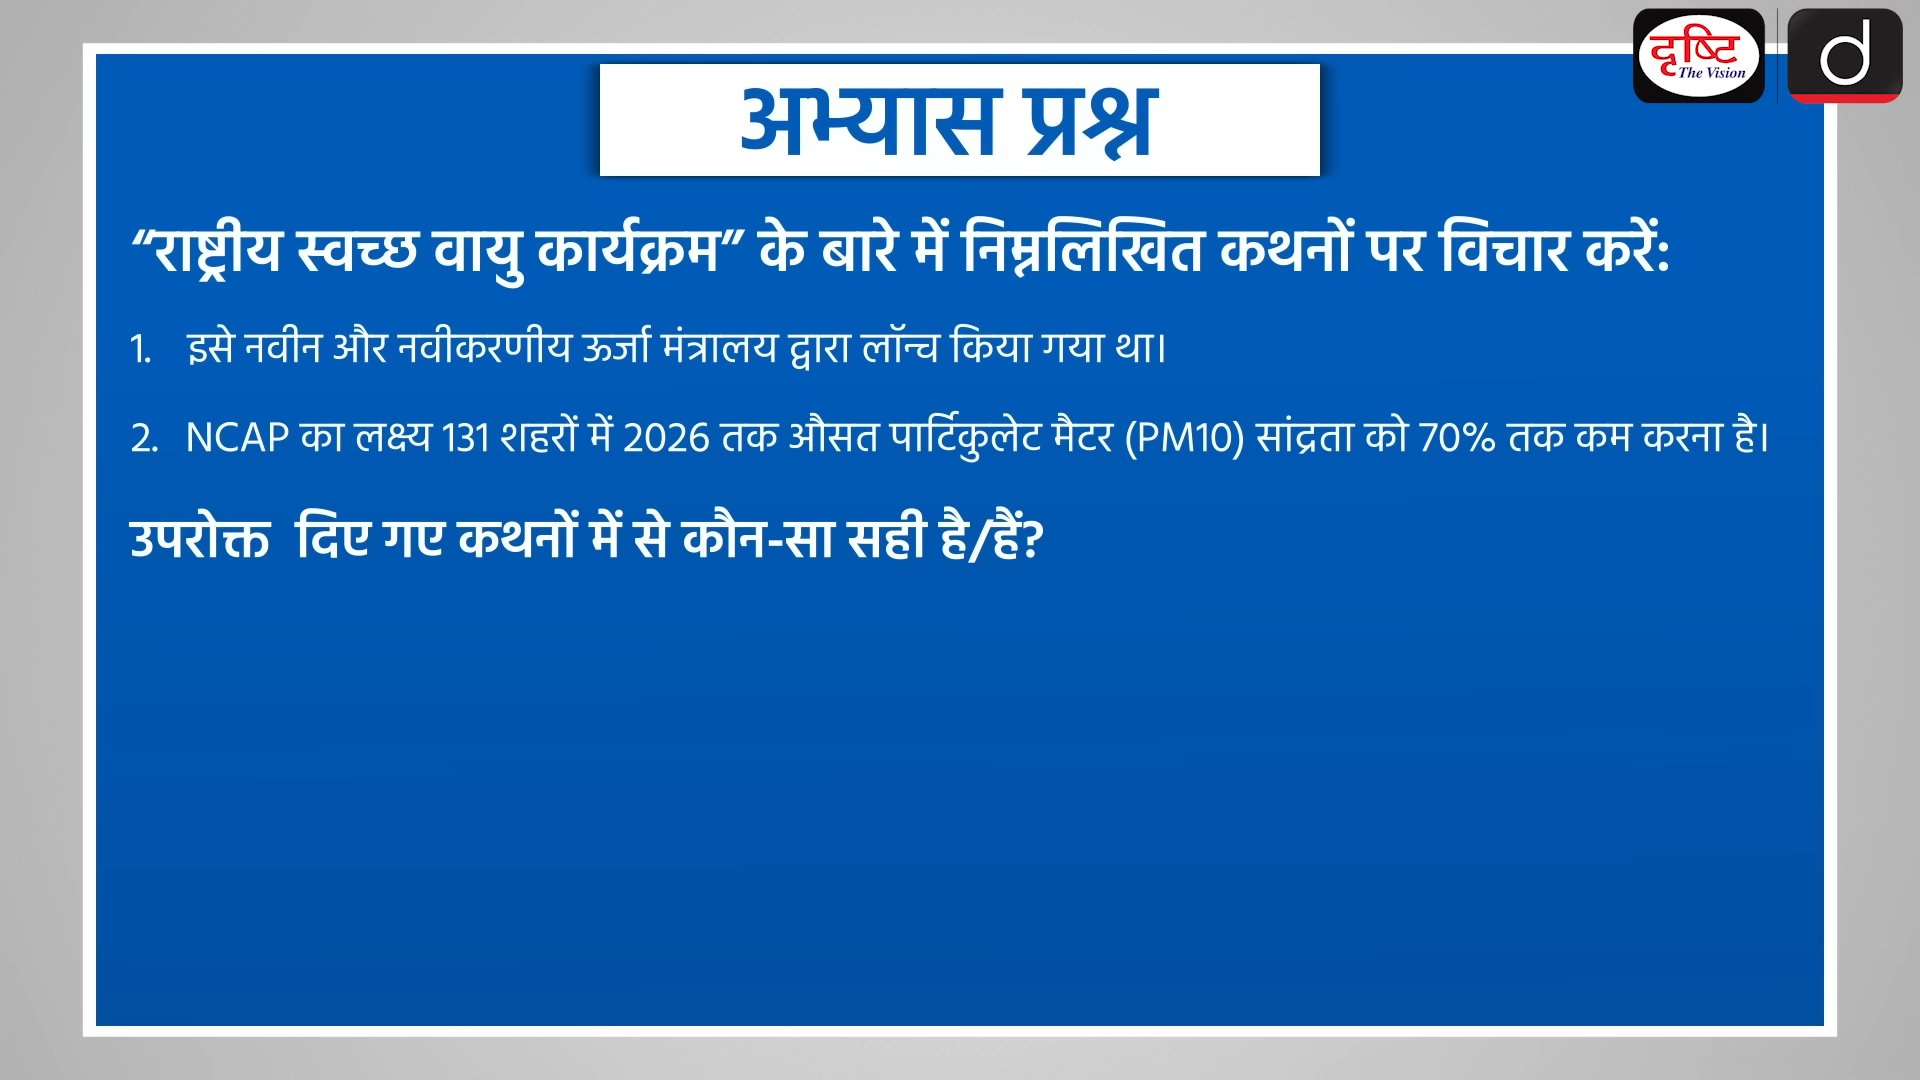 दृष्टि
The Vision
d
अभ्यास प्रश्न
“राष्ट्रीय स्वच्छ वायु कार्यक्रम” के बारे में निम्नलिखित कथनों पर विचार करें:
1. इसे नवीन और नवीकरणीय ऊर्जा मंत्रालय द्वारा लॉन्च किया गया था।
2. NCAP का लक्ष्य 131 शहरों में 2026 तक औसत पार्टिकुलेट मैटर (PM10) सांद्रता को 70% तक कम करना है।
उपरोक्त दिए गए कथनों में से कौन-सा सही है/हैं?